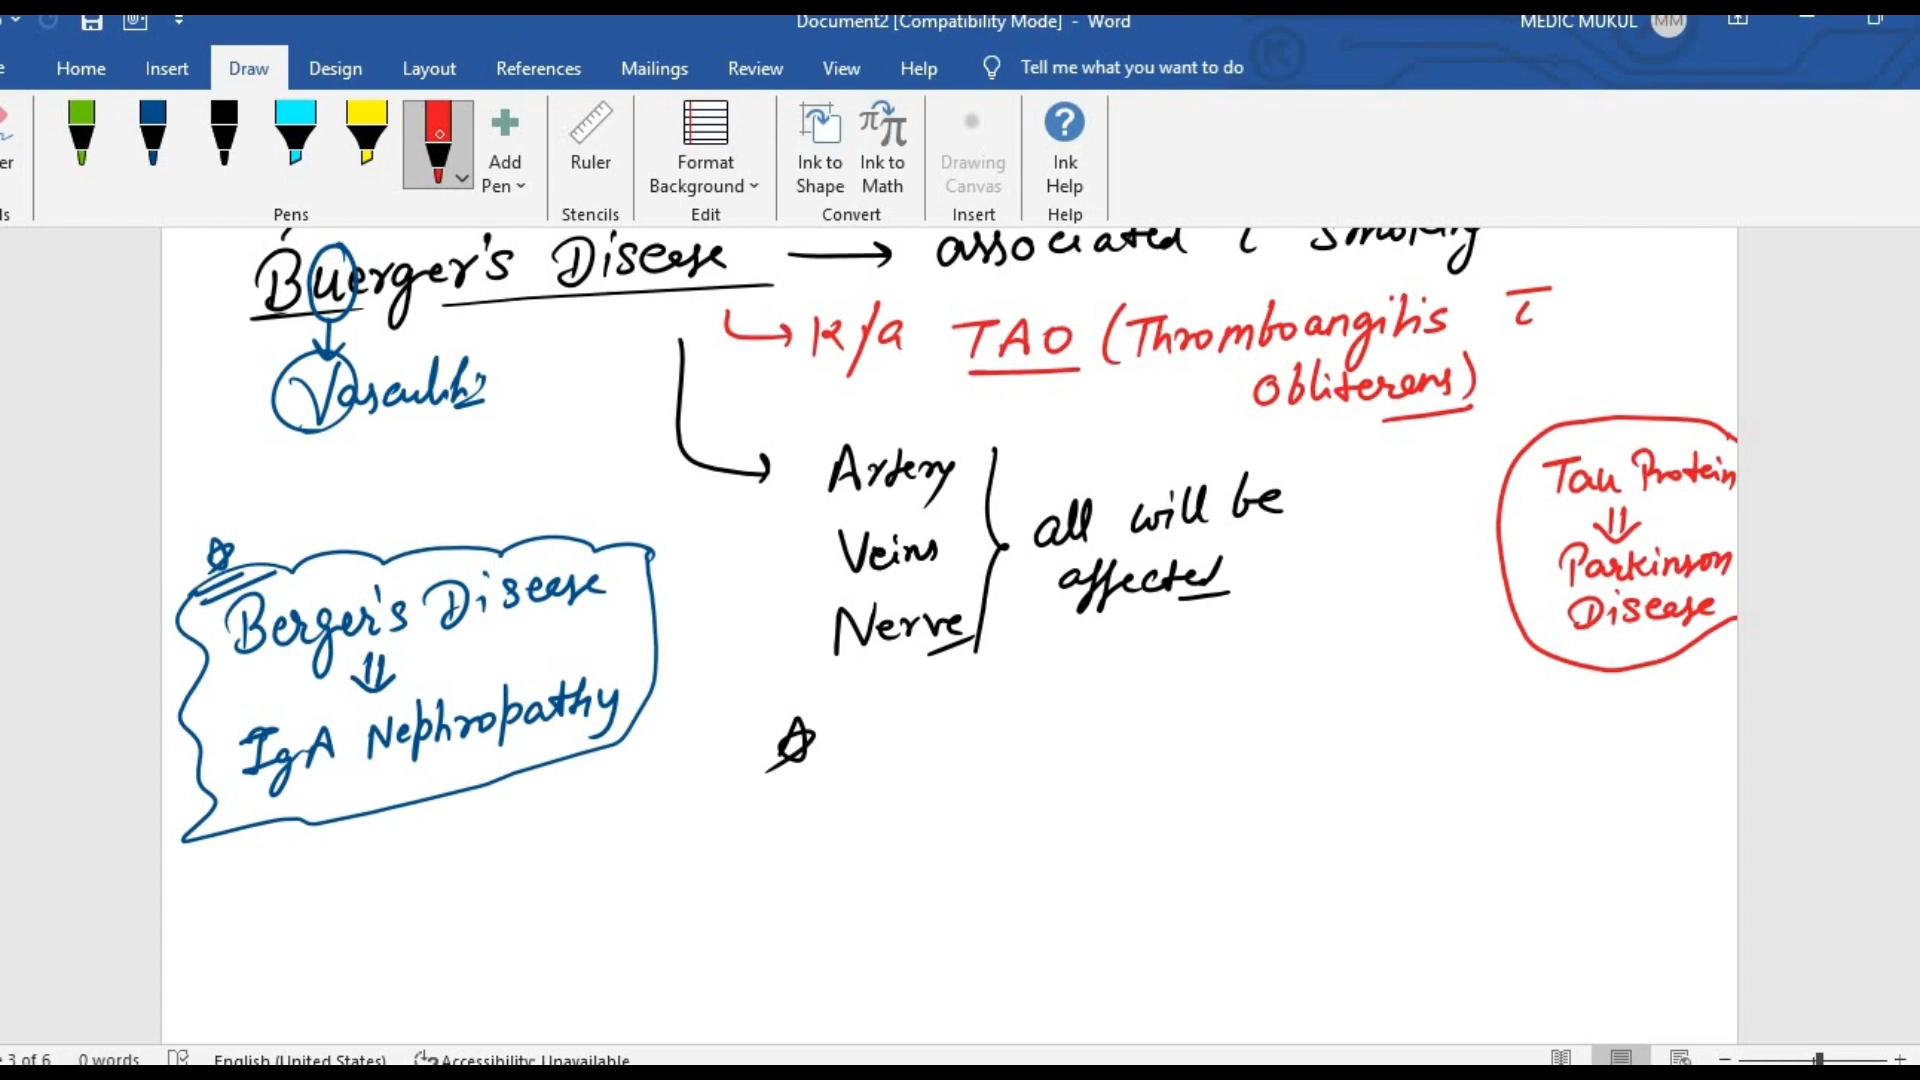 Document2 [Compatibility Mode] - Word
MEDIC MUKUL
MM
Home Insert Draw Design Layout References Mailings Review View Help Tell me what you want to do
Add Pen
Ruler
Format Background
Ink to Shape
Ink to Math
Drawing Canvas
Ink Help
Pens Stencils Edit Convert Insert Help
Buerger's Disease → associated c̄ smoking
Vasculitis
↳ K/a TAO (Thromboangitis c̄
obliterans)
Artery
Veins
Nerve
all will be
affected
Tau Protein
⇓
Parkinson
Disease
Berger's Disease
⇓
IgA Nephropathy
3 of 6 0 words English (United States) Accessibility: Unavailable